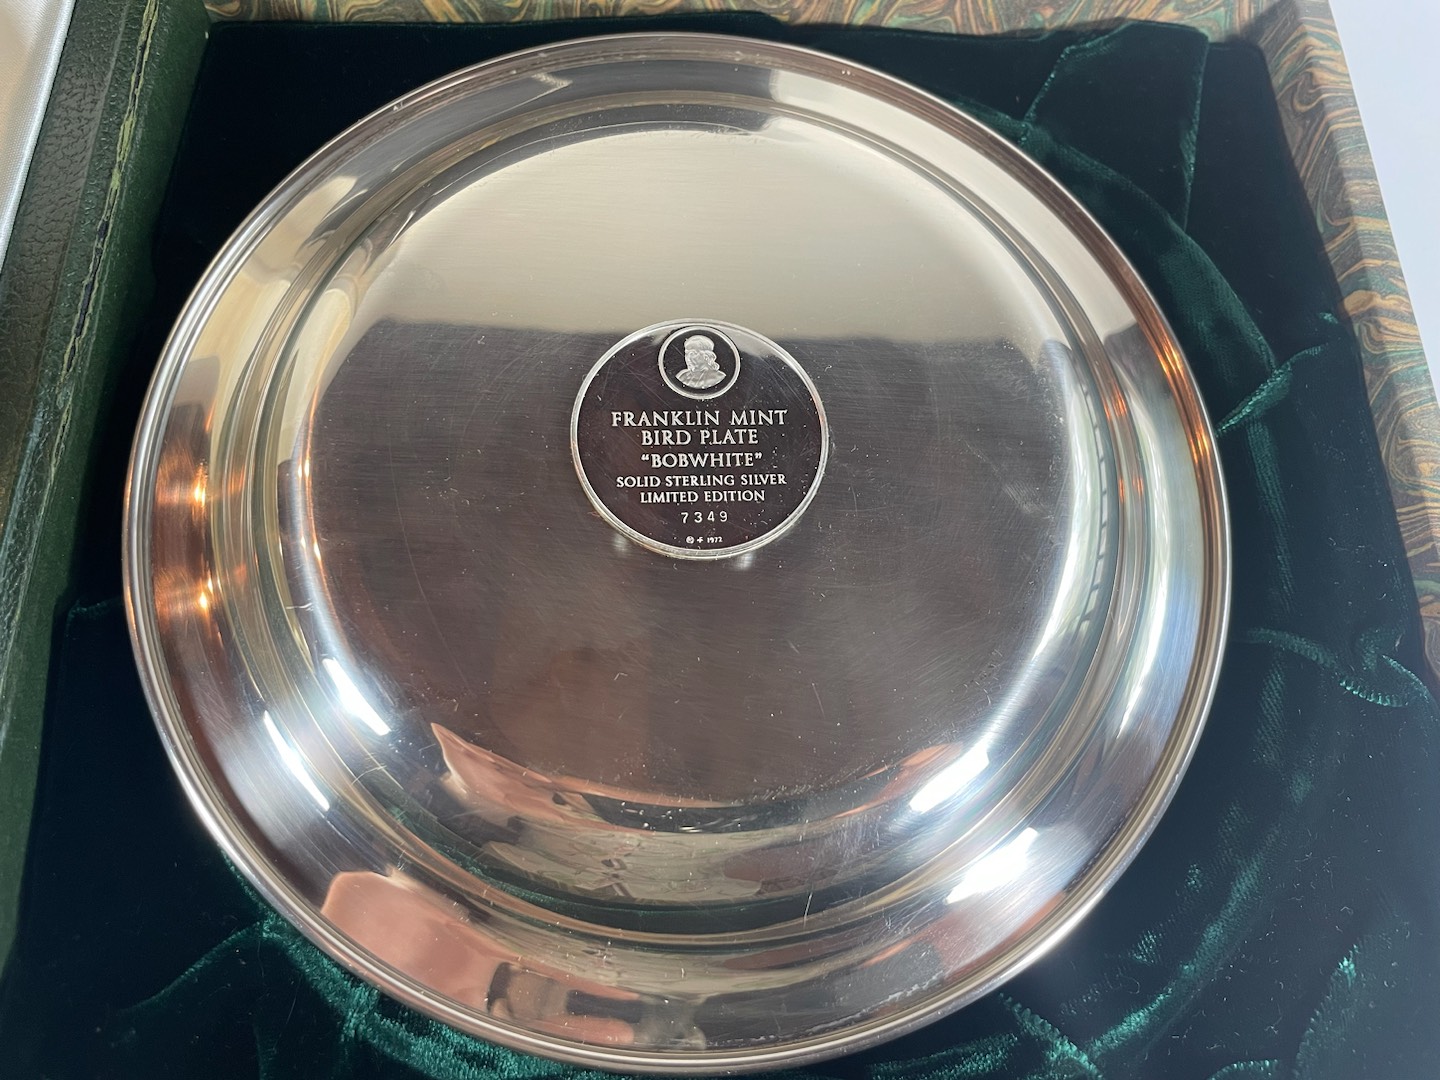 FRANKLIN MINT
BIRD PLATE
"BOBWHITE"
SOLID STERLING SILVER
LIMITED EDITION
7349
1972